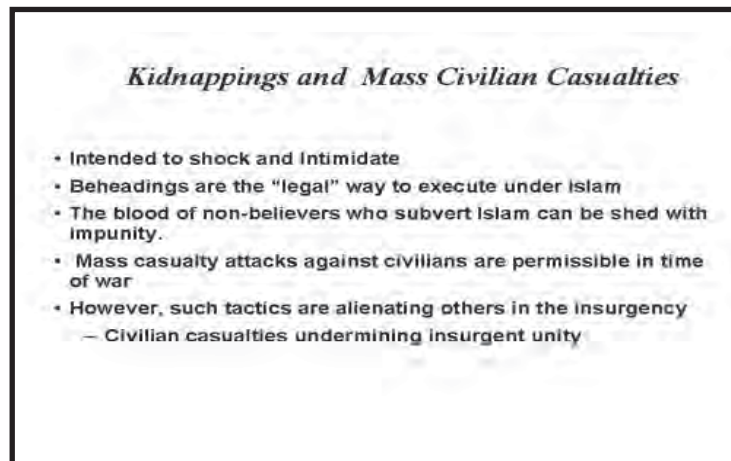 Kidnappings and Mass Civilian Casualties
• Intended to shock and Intimidate
• Beheadings are the "legal" way to execute under Islam
• The blood of non-believers who subvert Islam can be shed with
impunity.
• Mass casualty attacks against civilians are permissible in time
of war
• However, such tactics are alienating others in the insurgency
– Civilian casualties undermining insurgent unity